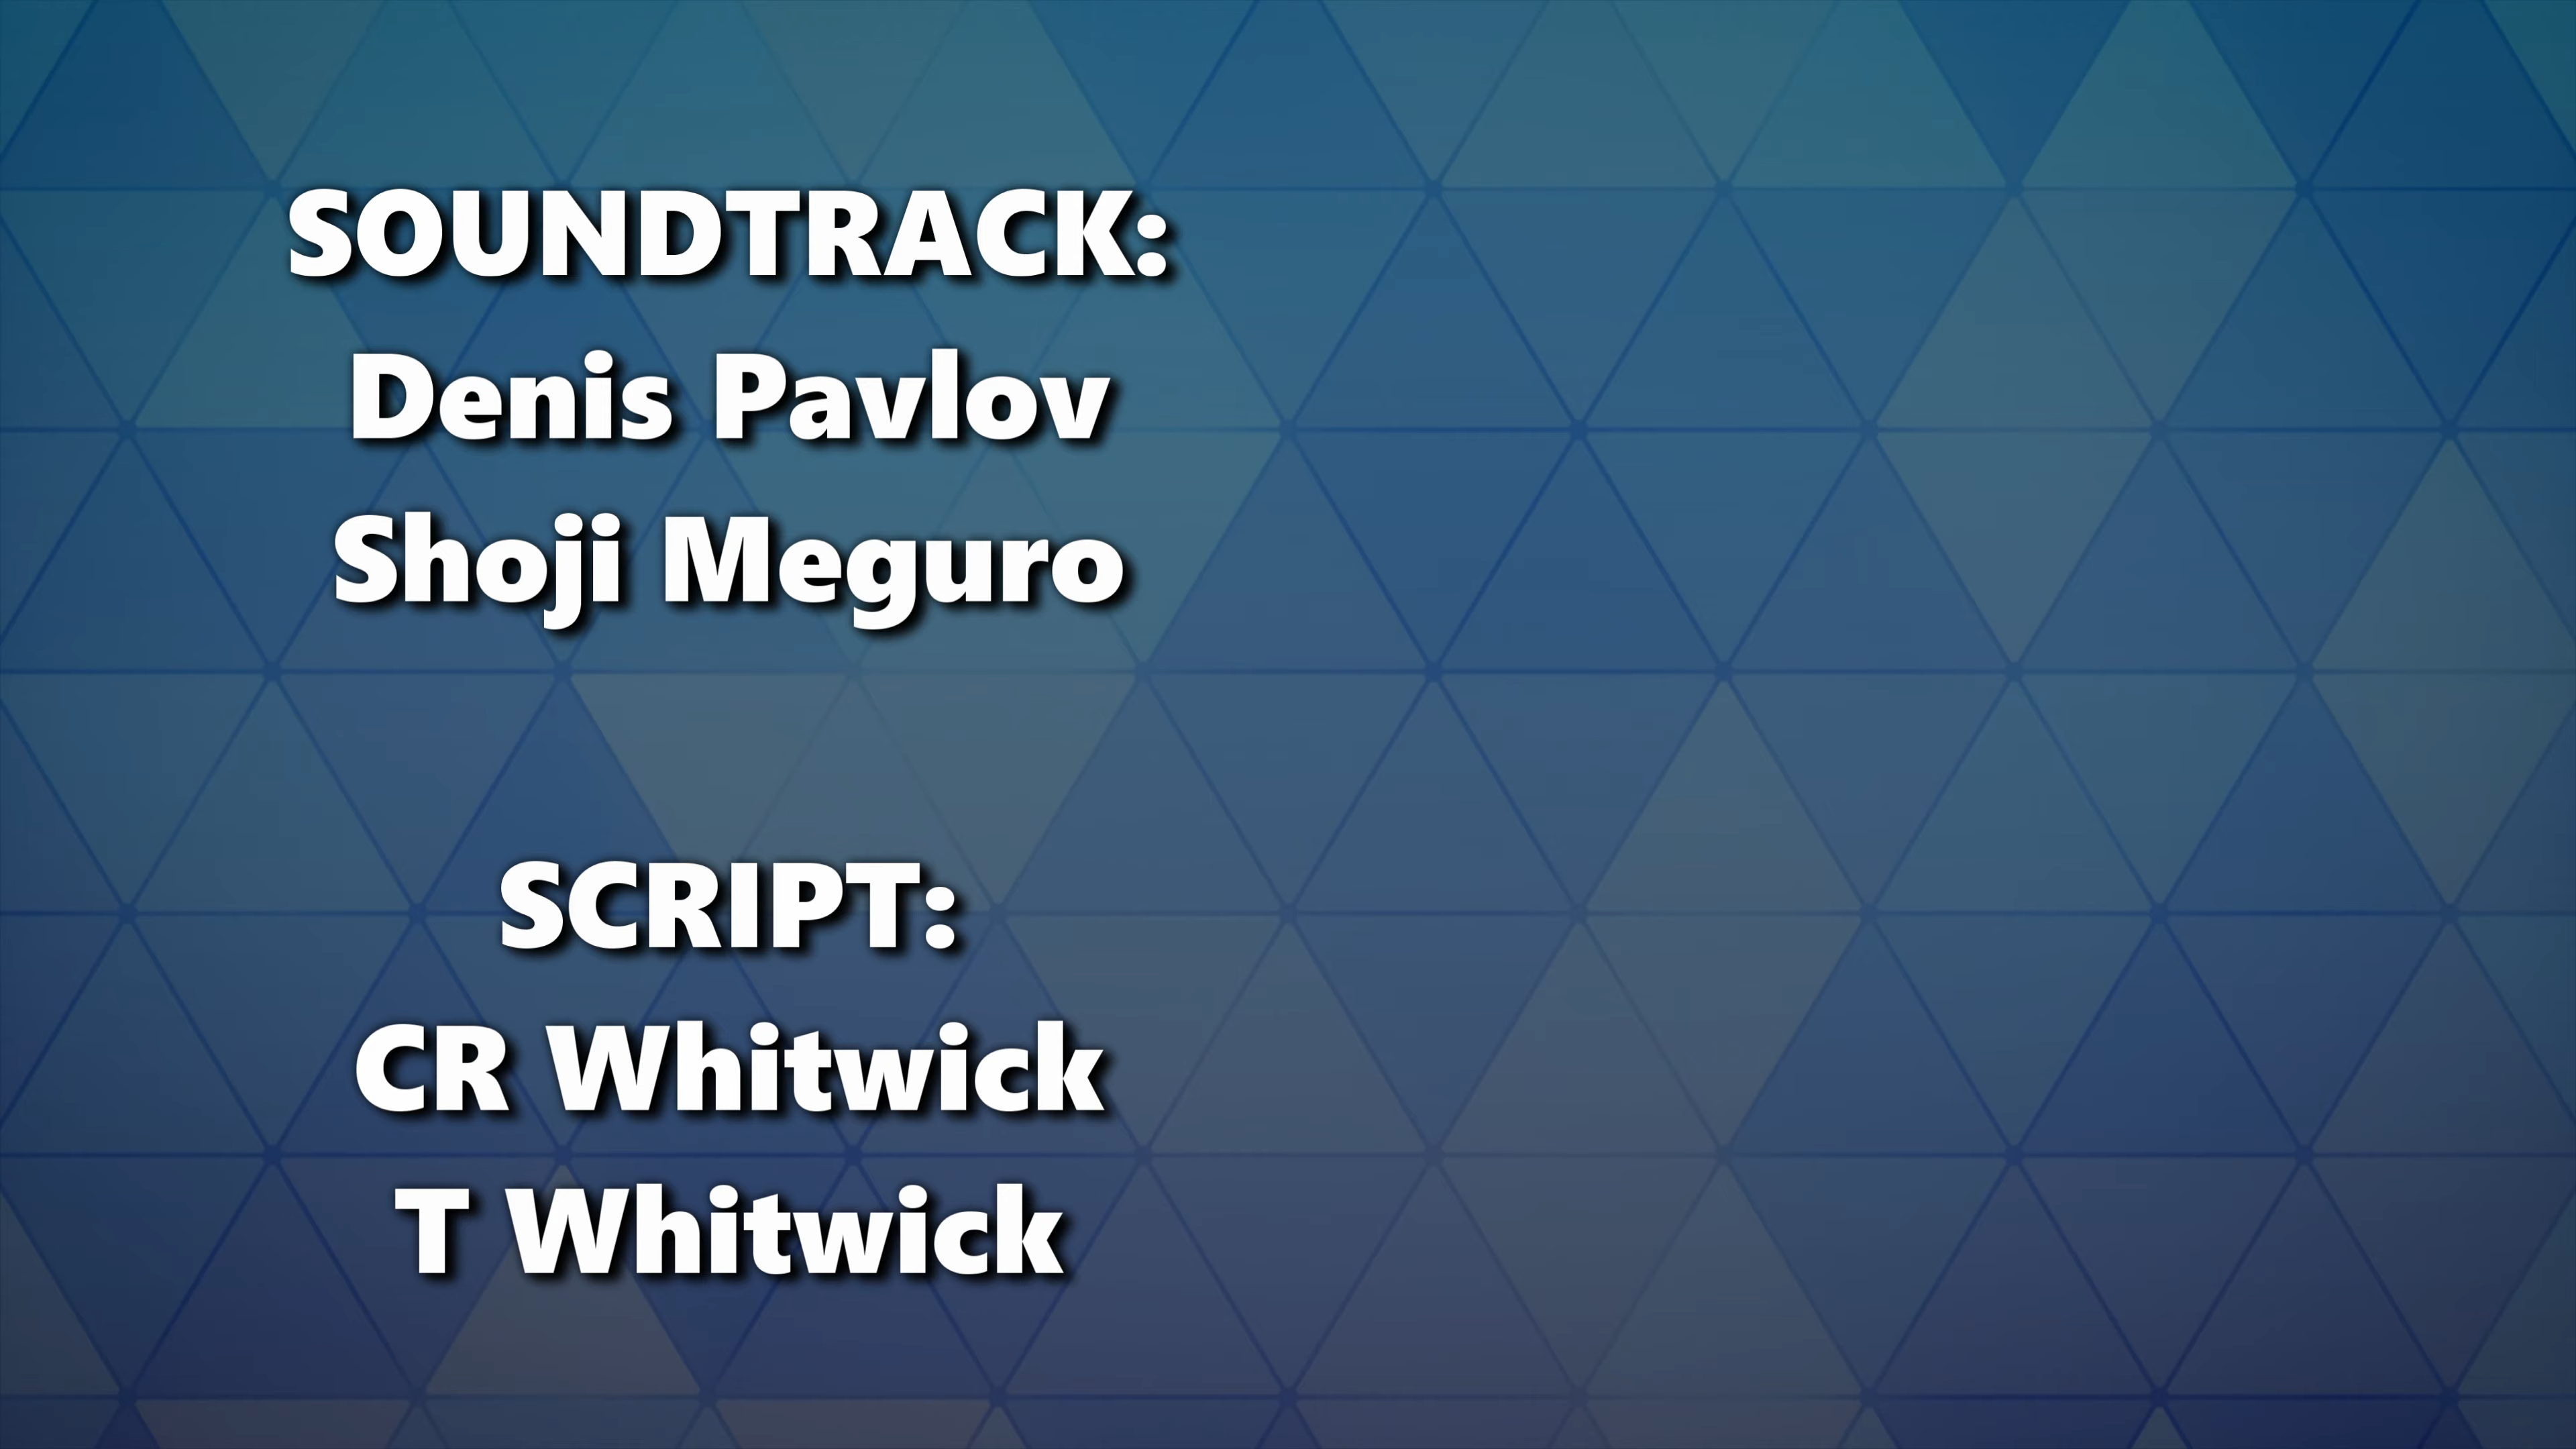 SOUNDTRACK:
Denis Pavlov
Shoji Meguro
SCRIPT:
CR Whitwick
T Whitwick